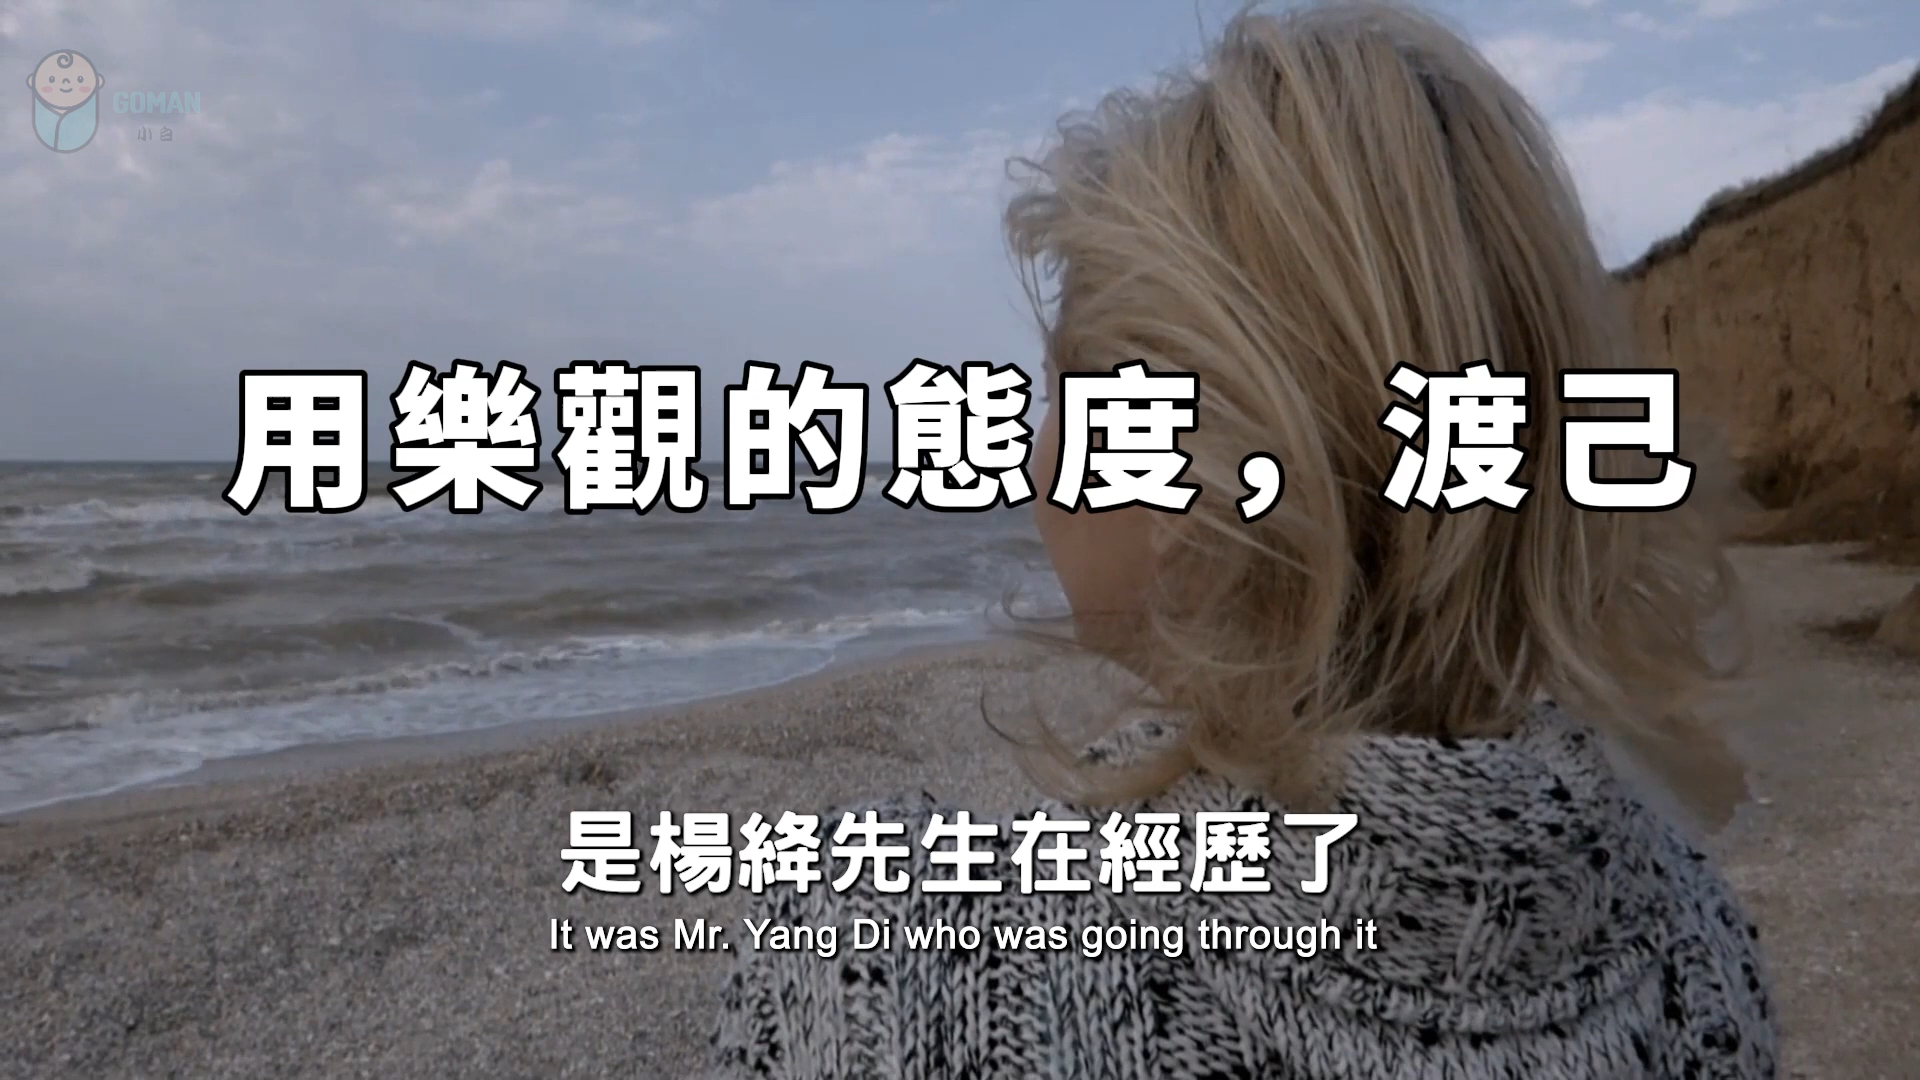 GOMAN
小白
用樂觀的態度，渡己
是楊絳先生在經歷了
It was Mr. Yang Di who was going through it